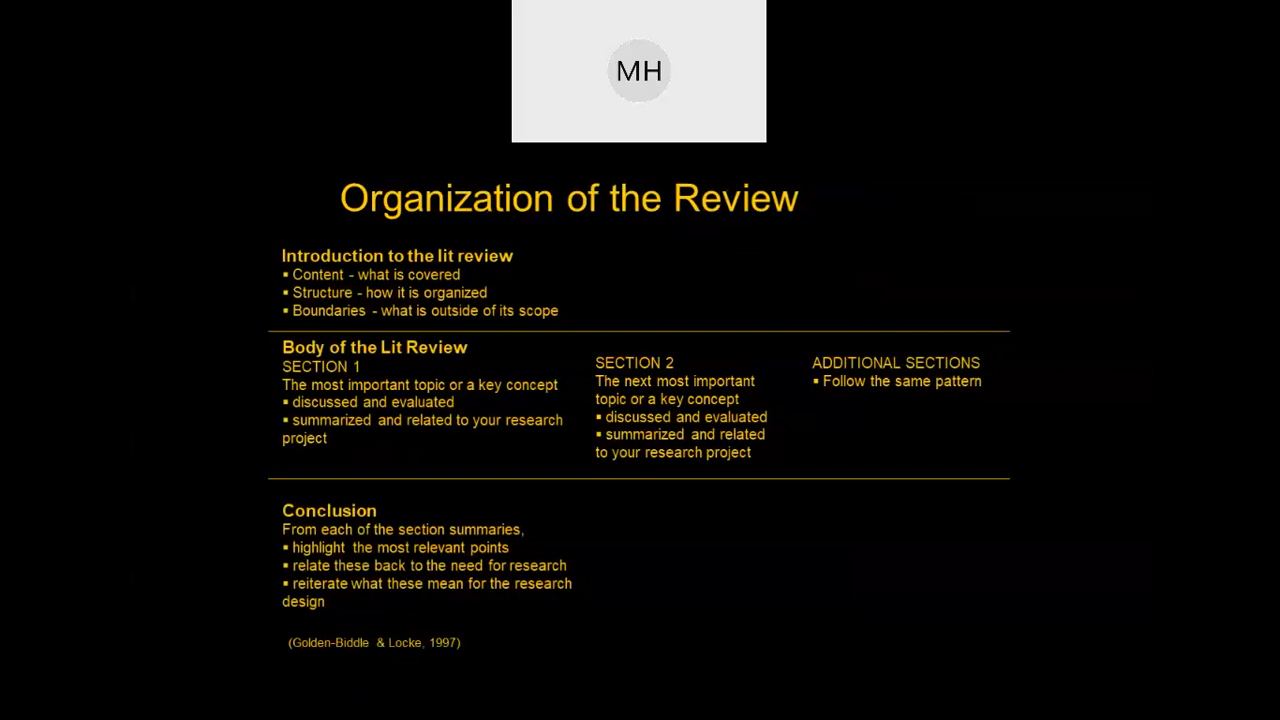 MH
Organization of the Review
Introduction to the lit review
▪ Content - what is covered
▪ Structure - how it is organized
▪ Boundaries - what is outside of its scope
Body of the Lit Review
SECTION 1
The most important topic or a key concept
▪ discussed and evaluated
▪ summarized and related to your research
project
SECTION 2
The next most important
topic or a key concept
▪ discussed and evaluated
▪ summarized and related
to your research project
ADDITIONAL SECTIONS
▪ Follow the same pattern
Conclusion
From each of the section summaries,
▪ highlight the most relevant points
▪ relate these back to the need for research
▪ reiterate what these mean for the research
design
(Golden-Biddle & Locke, 1997)